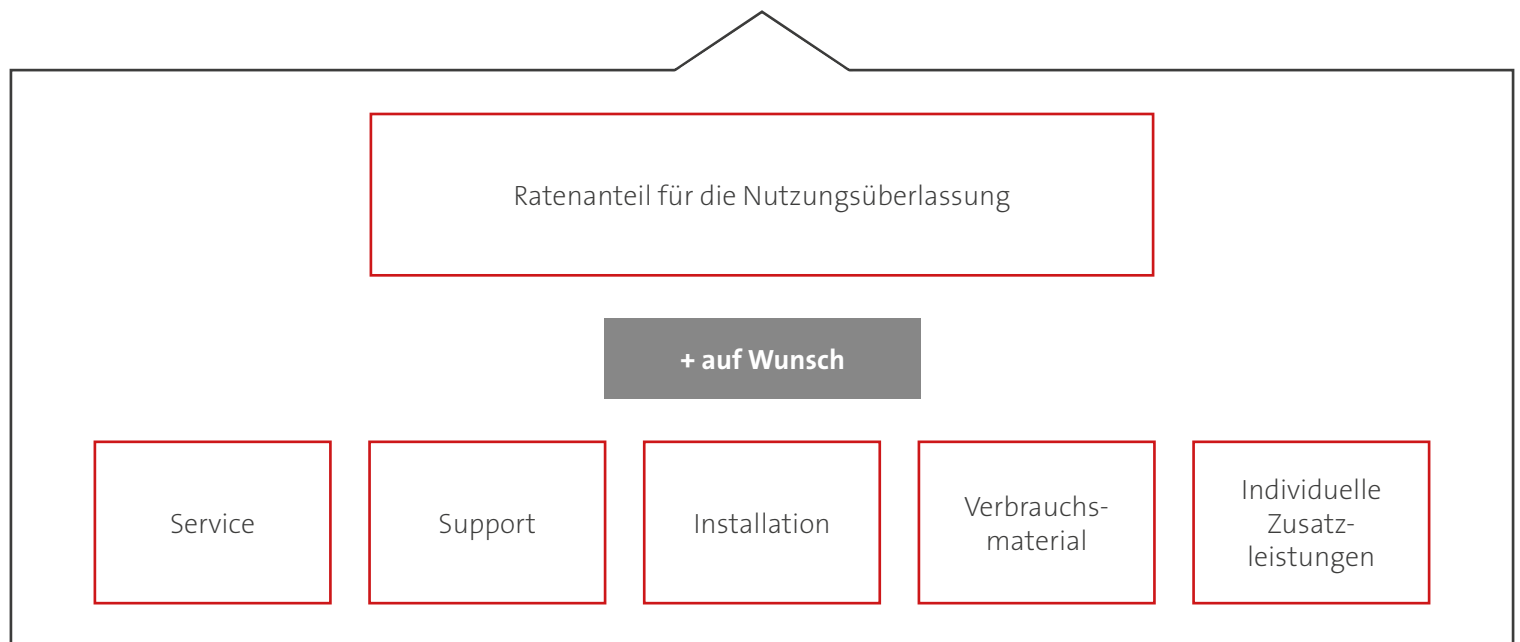 Ratenanteil für die Nutzungsüberlassung
+ auf Wunsch
Service
Support
Installation
Verbrauchs-
material
Individuelle
Zusatz-
leistungen